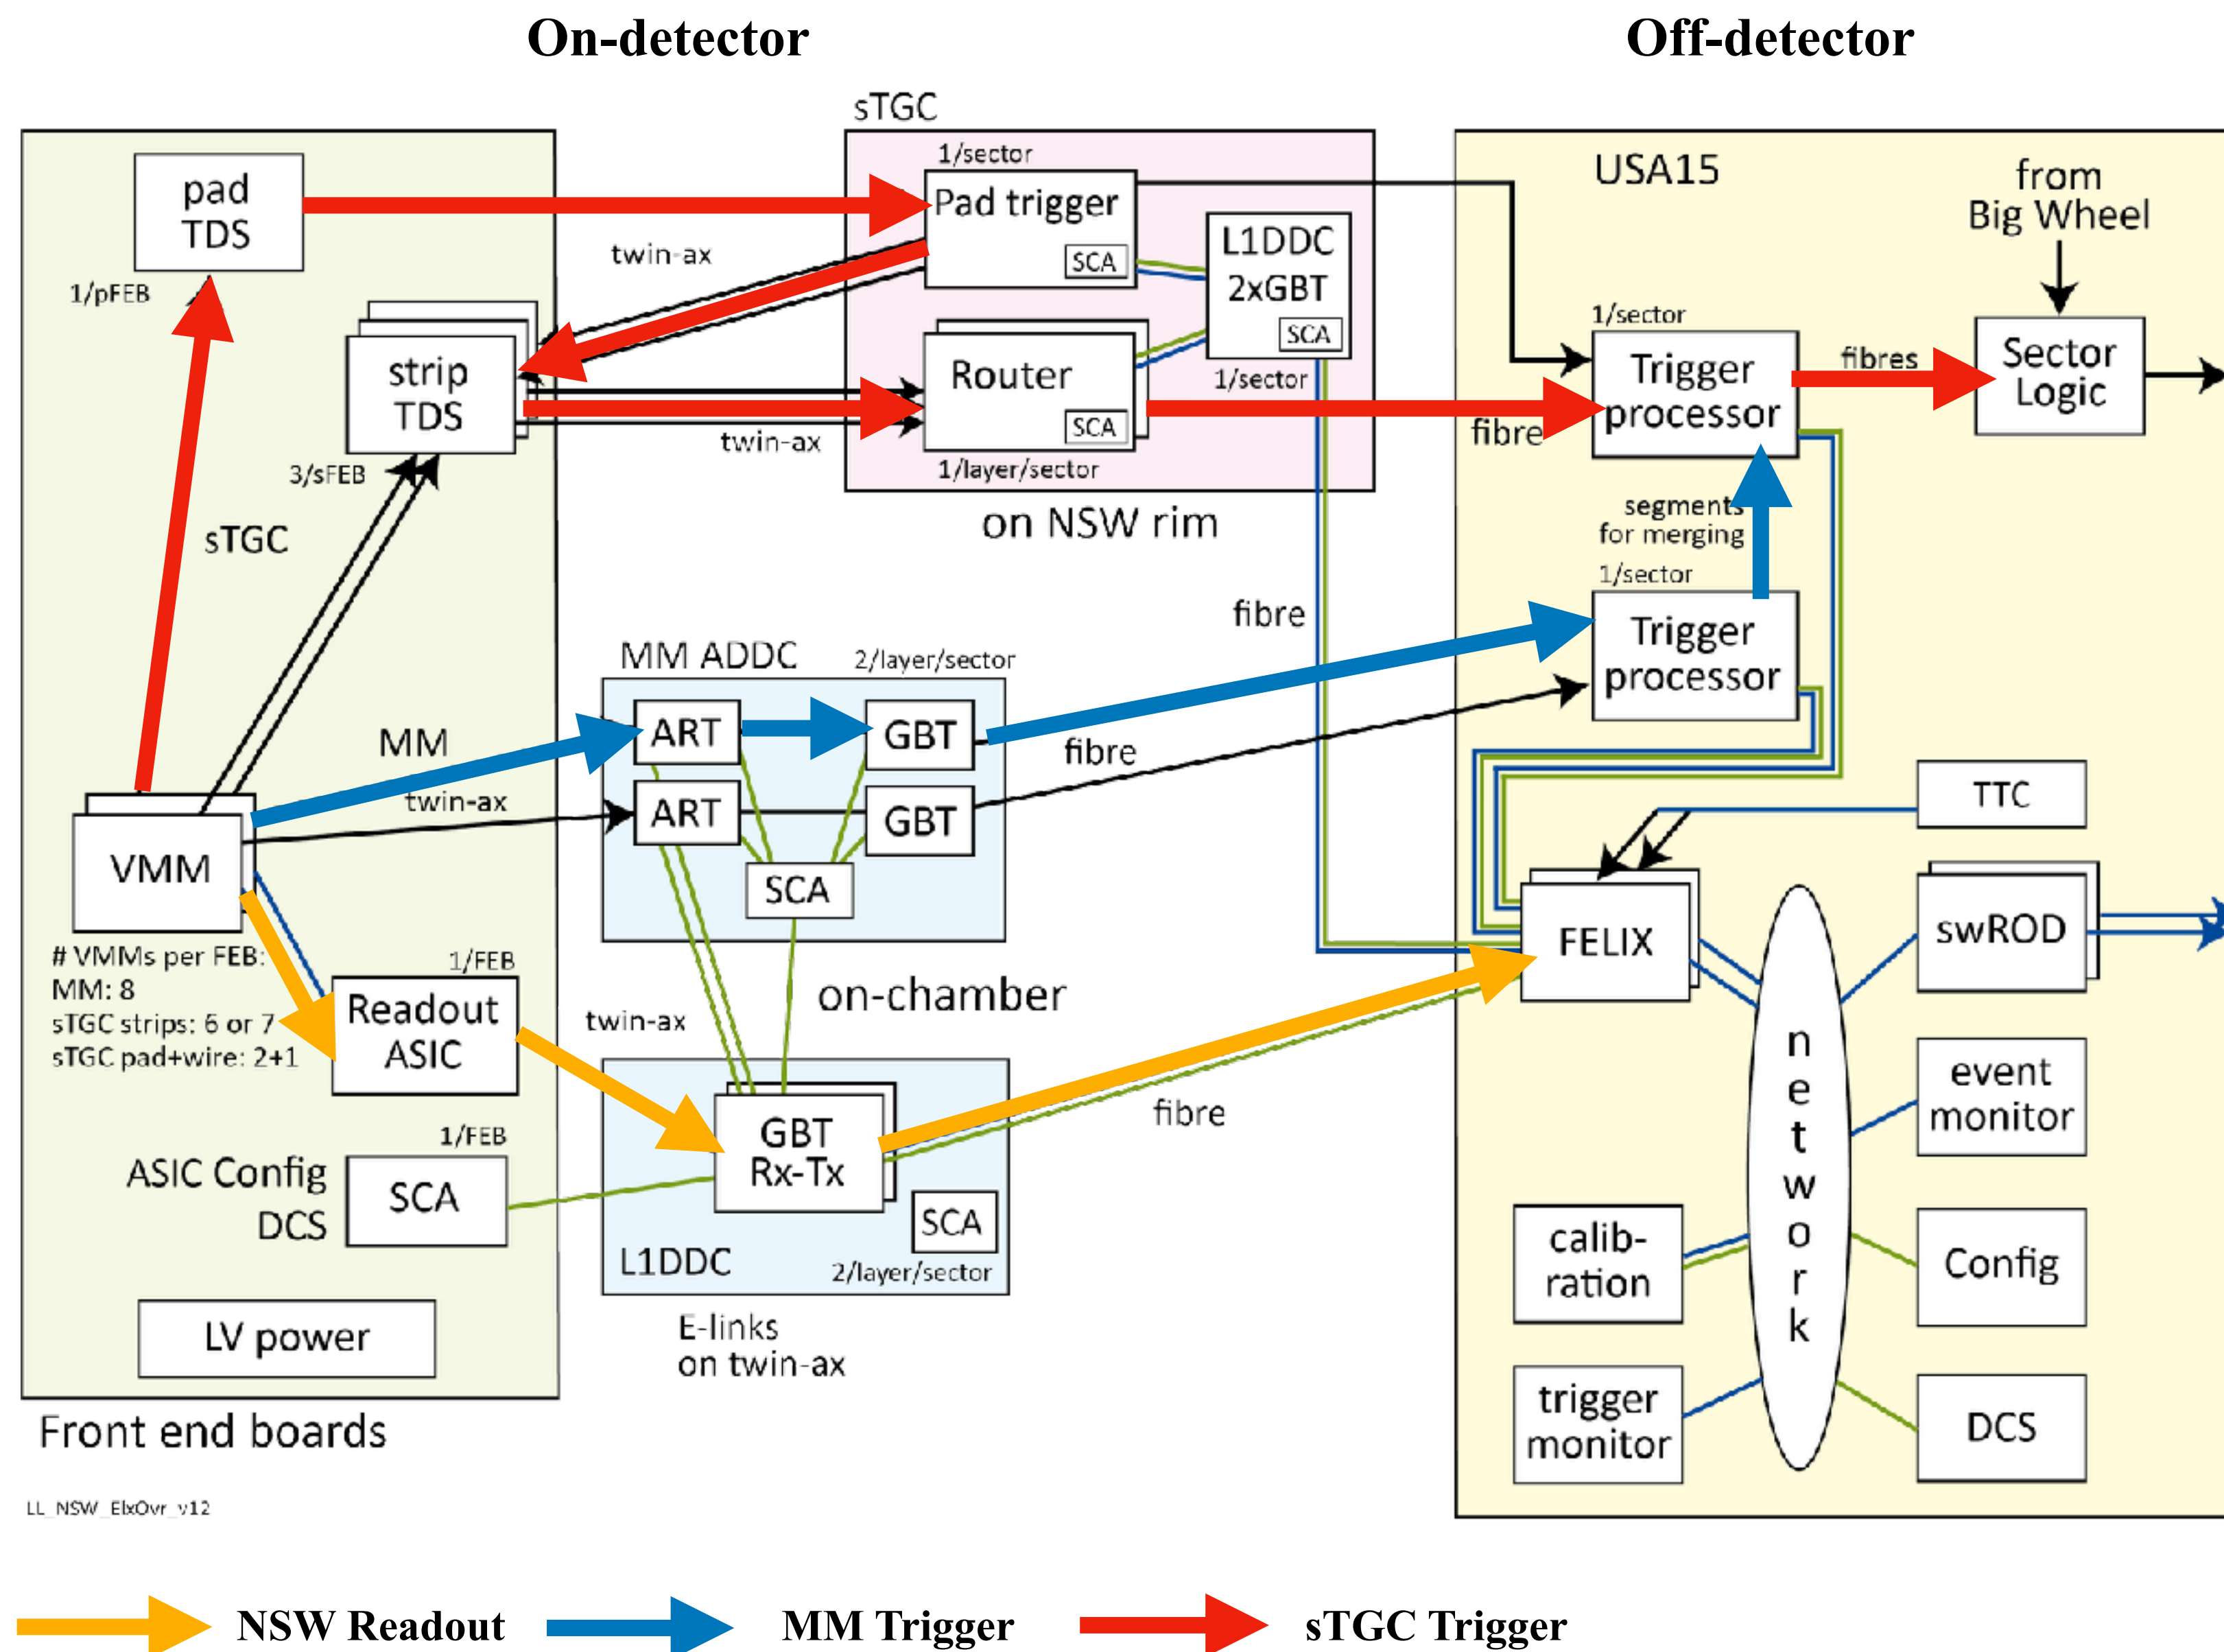 On-detector
Off-detector
sTGC
1/sector
pad
TDS
Pad trigger
SCA
L1DDC
2xGBT
SCA
1/sector
USA15
from
Big Wheel
twin-ax
1/pFEB
strip
TDS
3/sFEB
twin-ax
Router
SCA
1/layer/sector
on NSW rim
1/sector
Trigger
processor
fibre
fibres
Sector
Logic
sTGC
segments
for merging
1/sector
Trigger
processor
fibre
MM ADDC
2/layer/sector
MM
twin-ax
ART
GBT
ART
GBT
SCA
fibre
VMM
# VMMs per FEB:
MM: 8
sTGC strips: 6 or 7
sTGC pad+wire: 2+1
1/FEB
Readout
ASIC
twin-ax
on-chamber
TTC
FELIX
swROD
network
event
monitor
1/FEB
ASIC Config
DCS
SCA
GBT
Rx-Tx
SCA
L1DDC
2/layer/sector
fibre
calib-
ration
Config
LV power
E-links
on twin-ax
trigger
monitor
DCS
Front end boards
LL_NSW_ElxOvr_v12
NSW Readout
MM Trigger
sTGC Trigger